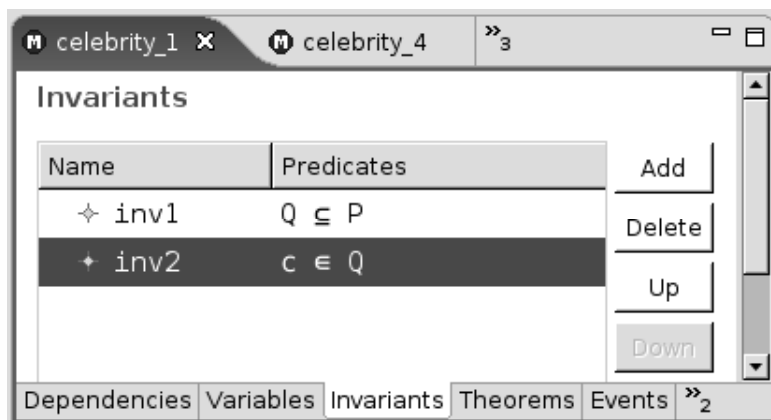 M celebrity_1 M celebrity_4 »3
Invariants
Name Predicates Add
inv1 Q ⊆ P Delete
inv2 c ∈ Q Up
Down
Dependencies Variables Invariants Theorems Events »2